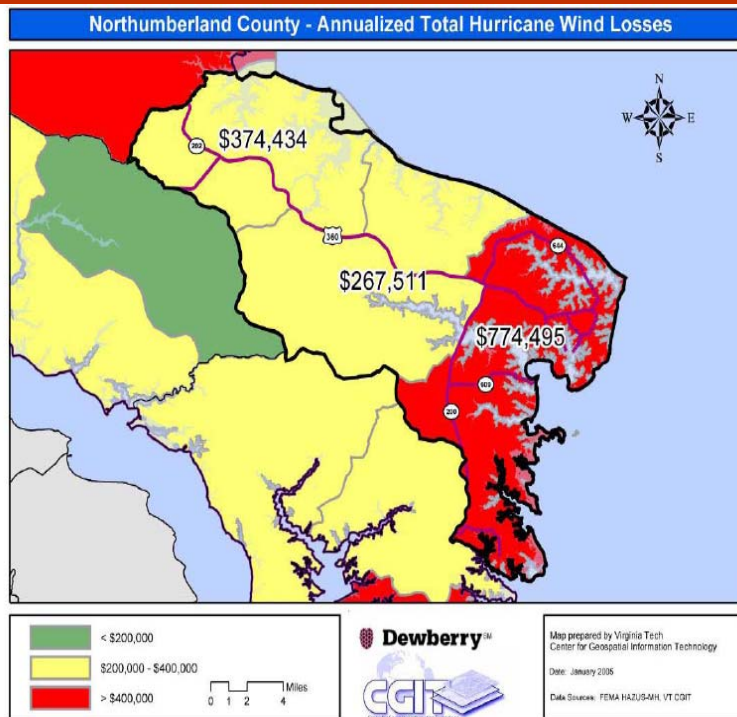 Northumberland County - Annualized Total Hurricane Wind Losses
N
W E
S
202
$374,434
360
644
$267,511
$774,495
609
200
< $200,000
$200,000 - $400,000
> $400,000
Miles
0 1 2 4
Dewberry SM
CGIT
Map prepared by Virginia Tech
Center for Geospatial Information Technology
Date: January 2005
Data Sources: FEMA HAZUS-MH, VT CGIT